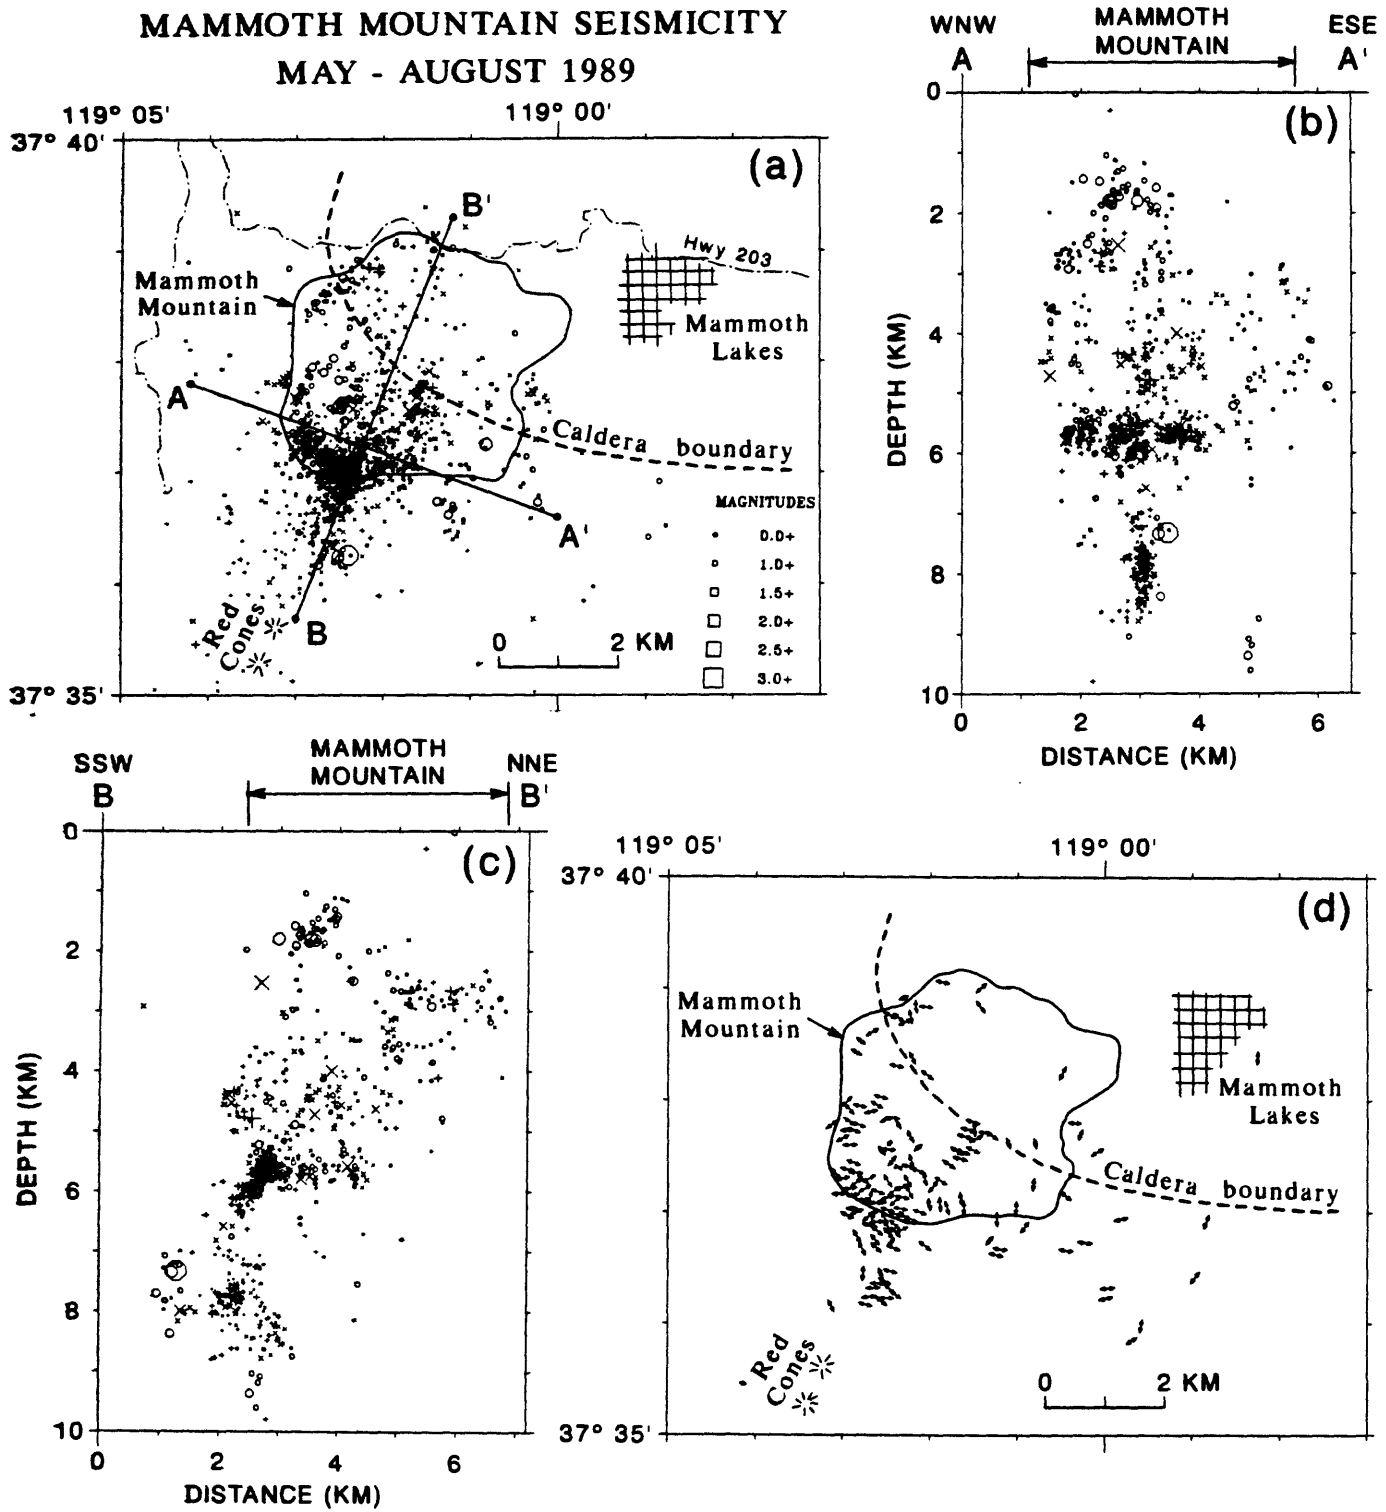 MAMMOTH MOUNTAIN SEISMICITY
MAY - AUGUST 1989
119° 05'
119° 00'
37° 40'
(a)
B'
Hwy 203
Mammoth
Mountain
Mammoth
Lakes
A
Caldera boundary
MAGNITUDES
A'
0.0+
1.0+
1.5+
2.0+
2.5+
3.0+
Red
Cones
B
0 2 KM
37° 35'
WNW
A
MAMMOTH
MOUNTAIN
ESE
A'
(b)
0
2
4
6
8
10
DEPTH (KM)
0 2 4 6
DISTANCE (KM)
SSW
B
MAMMOTH
MOUNTAIN
NNE
B'
(c)
0
2
4
6
8
10
DEPTH (KM)
0 2 4 6
DISTANCE (KM)
119° 05'
119° 00'
37° 40'
(d)
Mammoth
Mountain
Mammoth
Lakes
Caldera boundary
Red
Cones
0 2 KM
37° 35'